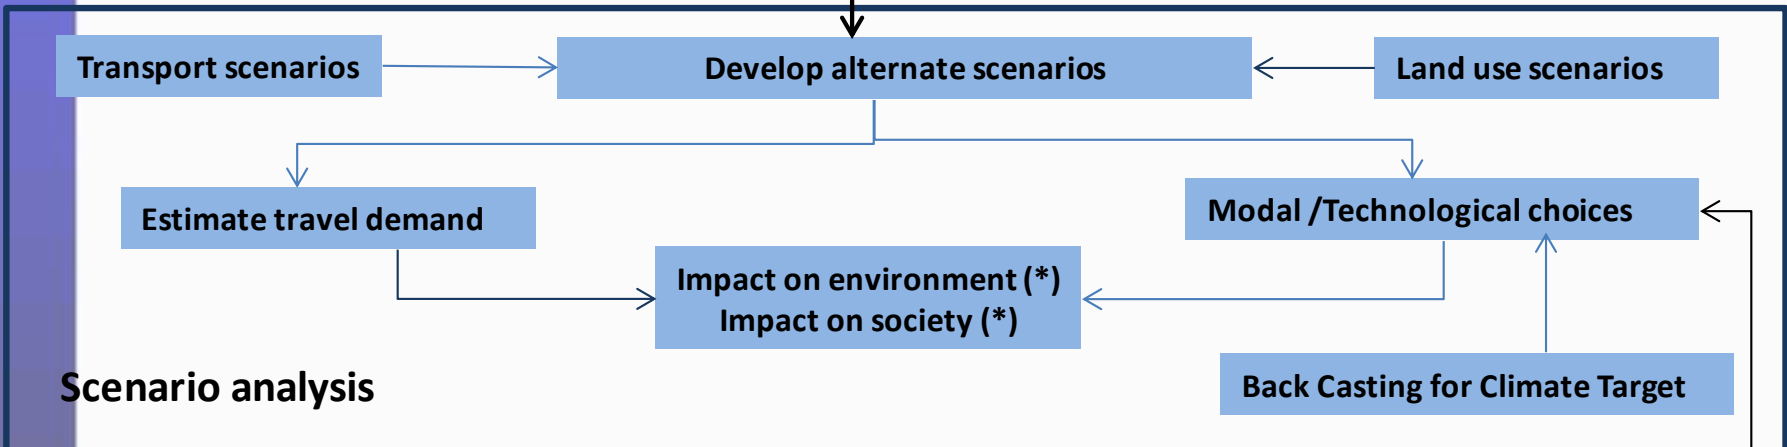 Transport scenarios
Develop alternate scenarios
Land use scenarios
Estimate travel demand
Modal /Technological choices
Impact on environment (*)
Impact on society (*)
Back Casting for Climate Target
Scenario analysis